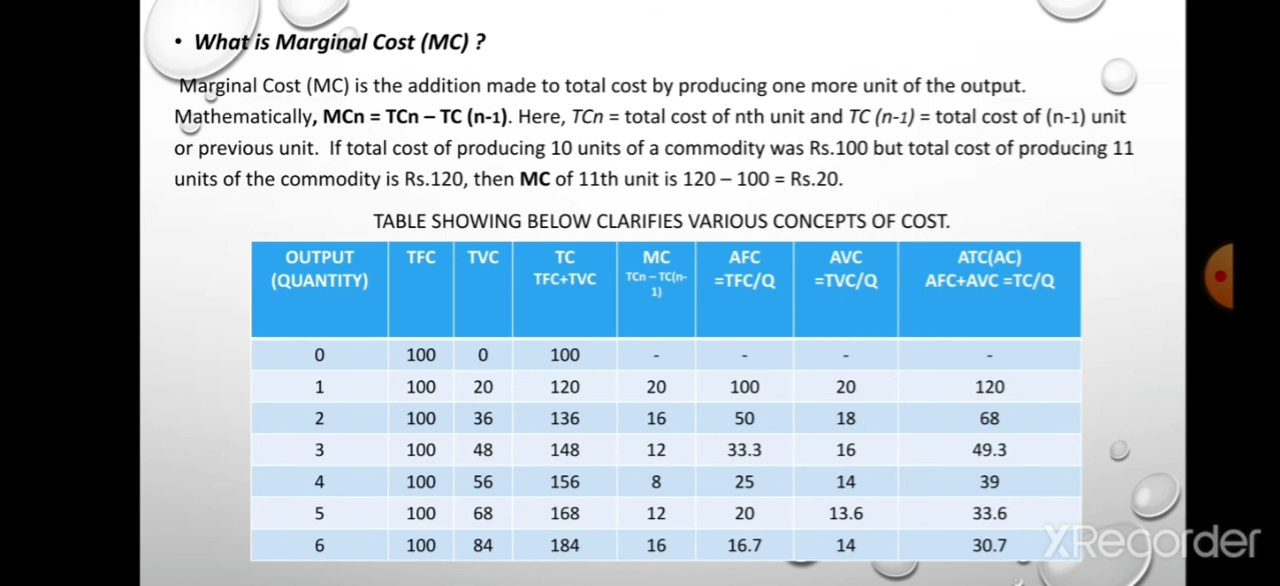 • What is Marginal Cost (MC) ?
Marginal Cost (MC) is the addition made to total cost by producing one more unit of the output.
Mathematically, MCn = TCn – TC (n-1). Here, TCn = total cost of nth unit and TC (n-1) = total cost of (n-1) unit
or previous unit. If total cost of producing 10 units of a commodity was Rs.100 but total cost of producing 11
units of the commodity is Rs.120, then MC of 11th unit is 120 – 100 = Rs.20.
TABLE SHOWING BELOW CLARIFIES VARIOUS CONCEPTS OF COST.
OUTPUT TFC TVC TC MC AFC AVC ATC(AC)
(QUANTITY) TFC+TVC TCn – TC(n- =TFC/Q =TVC/Q AFC+AVC =TC/Q
1)
0 100 0 100 - - - -
1 100 20 120 20 100 20 120
2 100 36 136 16 50 18 68
3 100 48 148 12 33.3 16 49.3
4 100 56 156 8 25 14 39
5 100 68 168 12 20 13.6 33.6
6 100 84 184 16 16.7 14 30.7
XRecorder